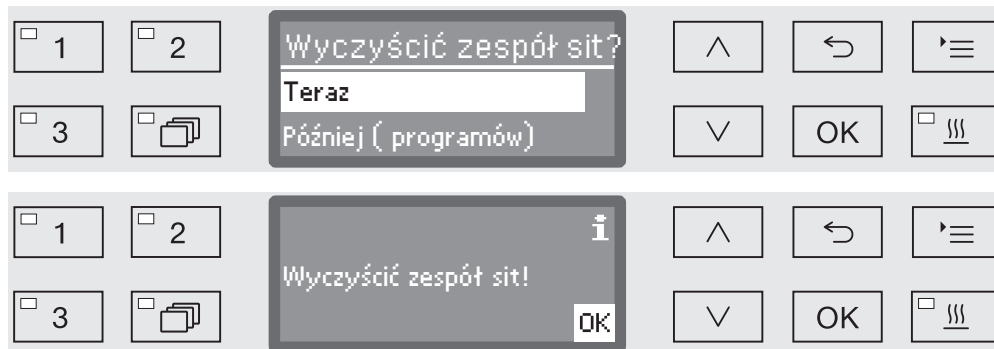 1 2
Wyczyścić zespół sit?
Teraz
3
Później ( programów)
OK
1 2
i
Wyczyścić zespół sit!
3
OK
OK